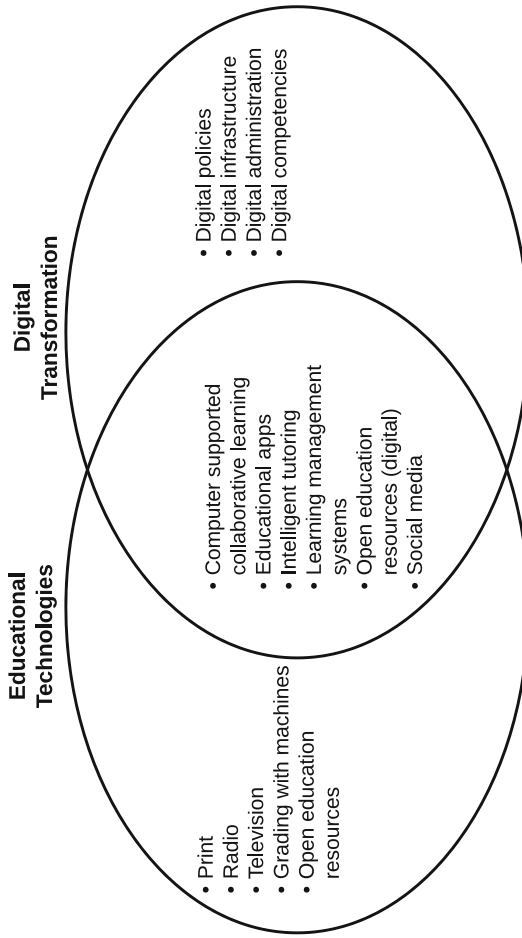 Educational
Technologies
Digital
Transformation
• Print
• Radio
• Television
• Grading with machines
• Open education
resources
• Computer supported
collaborative learning
• Educational apps
• Intelligent tutoring
• Learning management
systems
• Open education
resources (digital)
• Social media
• Digital policies
• Digital infrastructure
• Digital administration
• Digital competencies